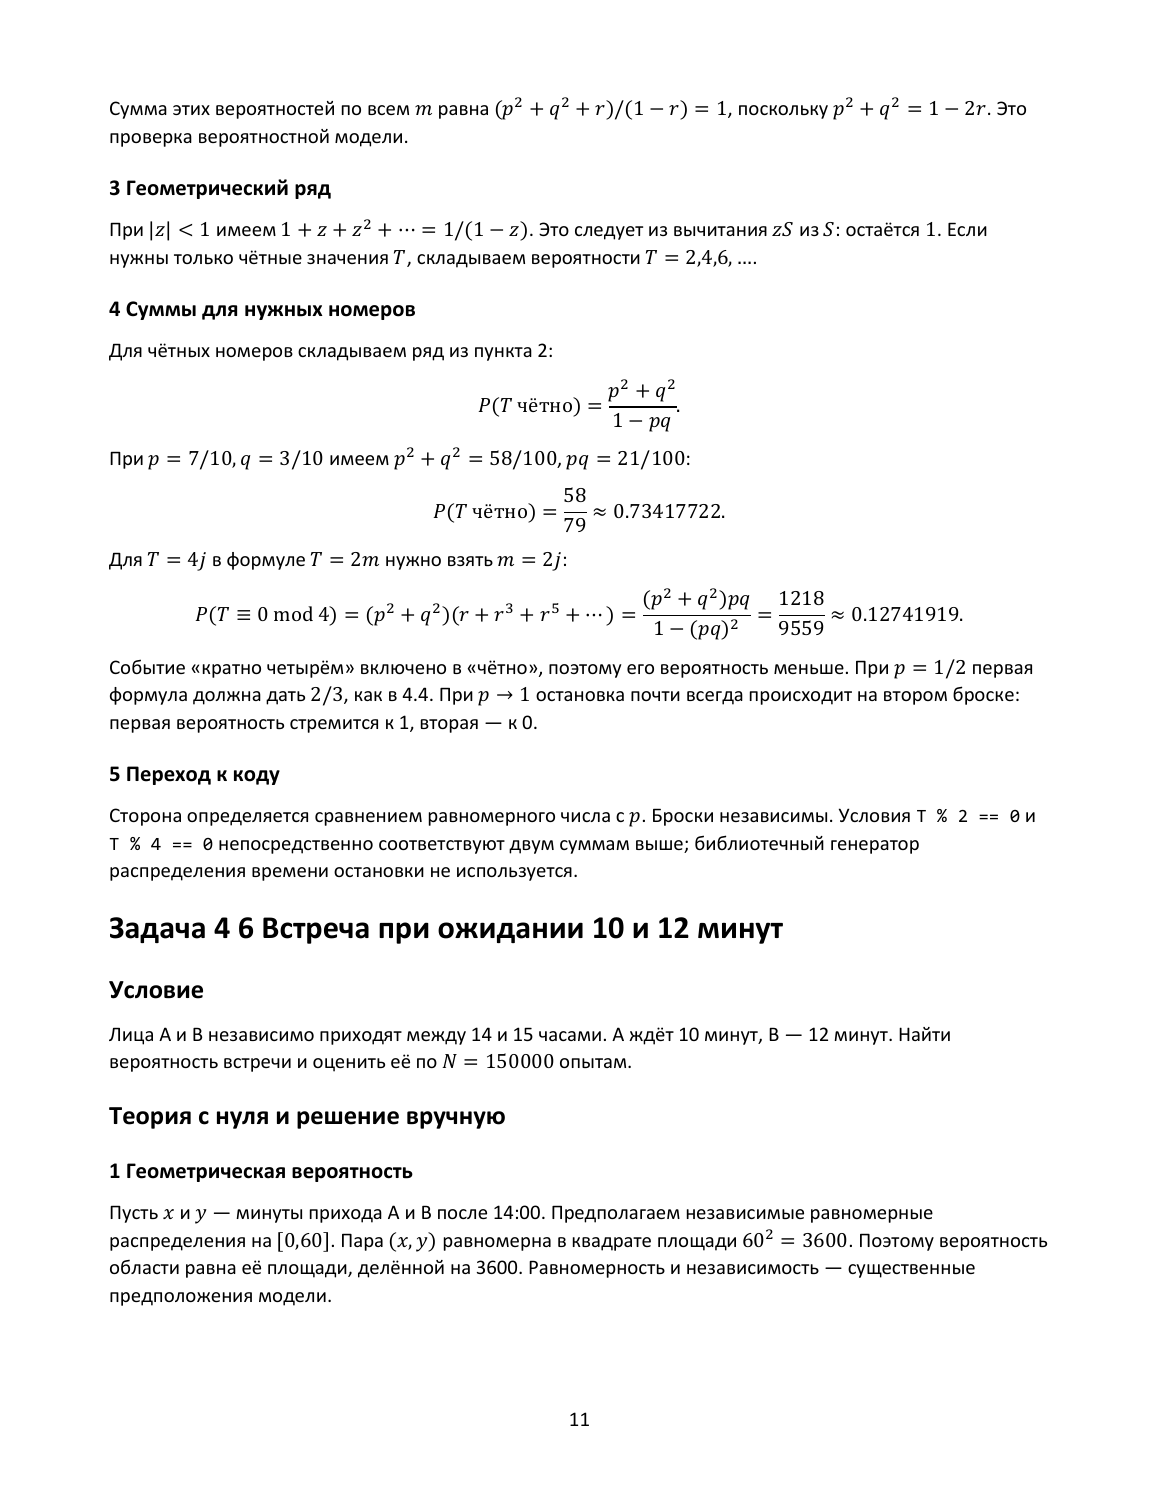 Сумма этих вероятностей по всем m равна (p² + q² + r)/(1 − r) = 1, поскольку p² + q² = 1 − 2r. Это
проверка вероятностной модели.
3 Геометрический ряд
При |z| < 1 имеем 1 + z + z² + ⋯ = 1/(1 − z). Это следует из вычитания zS из S: остаётся 1. Если
нужны только чётные значения T, складываем вероятности T = 2,4,6, ….
4 Суммы для нужных номеров
Для чётных номеров складываем ряд из пункта 2:
P(T чётно) = (p² + q²)/(1 − pq).
При p = 7/10, q = 3/10 имеем p² + q² = 58/100, pq = 21/100:
P(T чётно) = 58/79 ≈ 0.73417722.
Для T = 4j в формуле T = 2m нужно взять m = 2j:
P(T ≡ 0 mod 4) = (p² + q²)(r + r³ + r⁵ + ⋯ ) = (p² + q²)pq/(1 − (pq)²) = 1218/9559 ≈ 0.12741919.
Событие «кратно четырём» включено в «чётно», поэтому его вероятность меньше. При p = 1/2 первая
формула должна дать 2/3, как в 4.4. При p → 1 остановка почти всегда происходит на втором броске:
первая вероятность стремится к 1, вторая — к 0.
5 Переход к коду
Сторона определяется сравнением равномерного числа с p. Броски независимы. Условия T % 2 == 0 и
T % 4 == 0 непосредственно соответствуют двум суммам выше; библиотечный генератор
распределения времени остановки не используется.
Задача 4 6 Встреча при ожидании 10 и 12 минут
Условие
Лица A и B независимо приходят между 14 и 15 часами. A ждёт 10 минут, B — 12 минут. Найти
вероятность встречи и оценить её по N = 150000 опытам.
Теория с нуля и решение вручную
1 Геометрическая вероятность
Пусть x и y — минуты прихода A и B после 14:00. Предполагаем независимые равномерные
распределения на [0,60]. Пара (x, y) равномерна в квадрате площади 60² = 3600. Поэтому вероятность
области равна её площади, делённой на 3600. Равномерность и независимость — существенные
предположения модели.
11